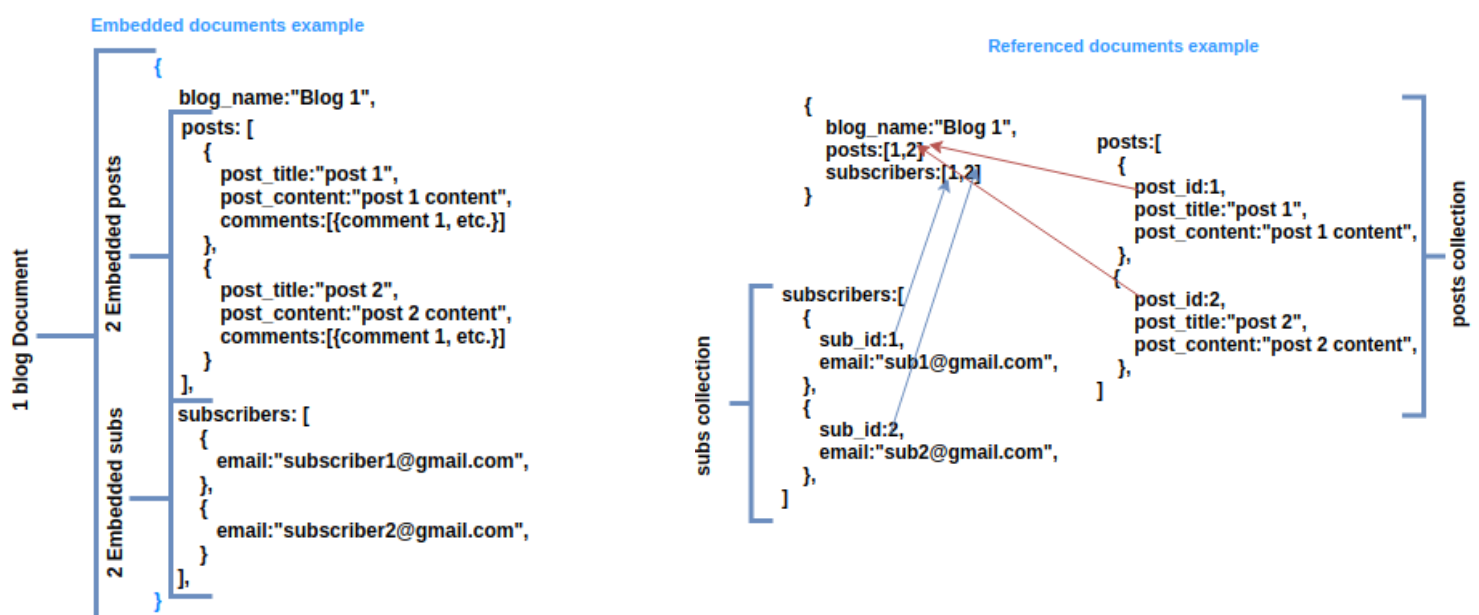 Embedded documents example
1 blog Document
2 Embedded posts
2 Embedded subs
{
blog_name:"Blog 1",
posts: [
{
post_title:"post 1",
post_content:"post 1 content",
comments:[{comment 1, etc.}]
},
{
post_title:"post 2",
post_content:"post 2 content",
comments:[{comment 1, etc.}]
}
],
subscribers: [
{
email:"subscriber1@gmail.com",
},
{
email:"subscriber2@gmail.com",
}
],
}
Referenced documents example
{
blog_name:"Blog 1",
posts:[1,2]
subscribers:[1,2]
}
subs collection
subscribers:[
{
sub_id:1,
email:"sub1@gmail.com",
},
{
sub_id:2,
email:"sub2@gmail.com",
},
]
posts:[
{
post_id:1,
post_title:"post 1",
post_content:"post 1 content",
},
{
post_id:2,
post_title:"post 2",
post_content:"post 2 content",
},
]
posts collection